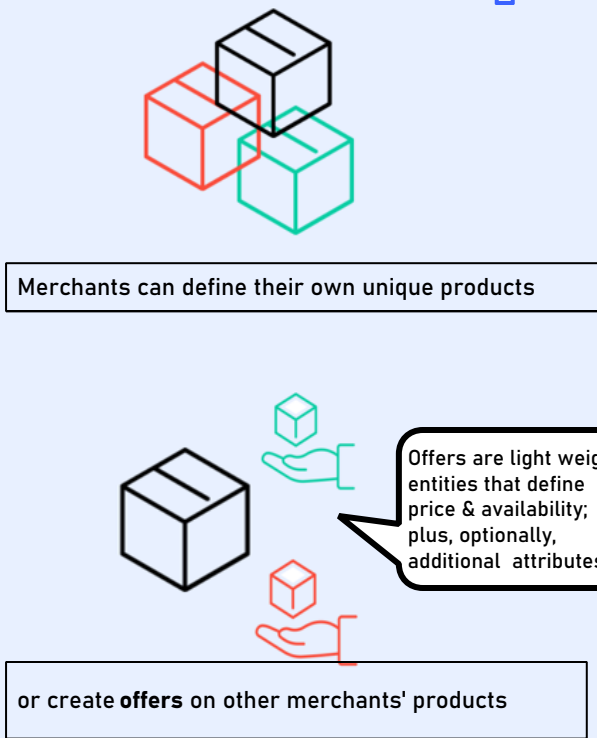 Merchants can define their own unique products
Offers are light weig
entities that define
price & availability;
plus, optionally,
additional attributes
or create offers on other merchants' products